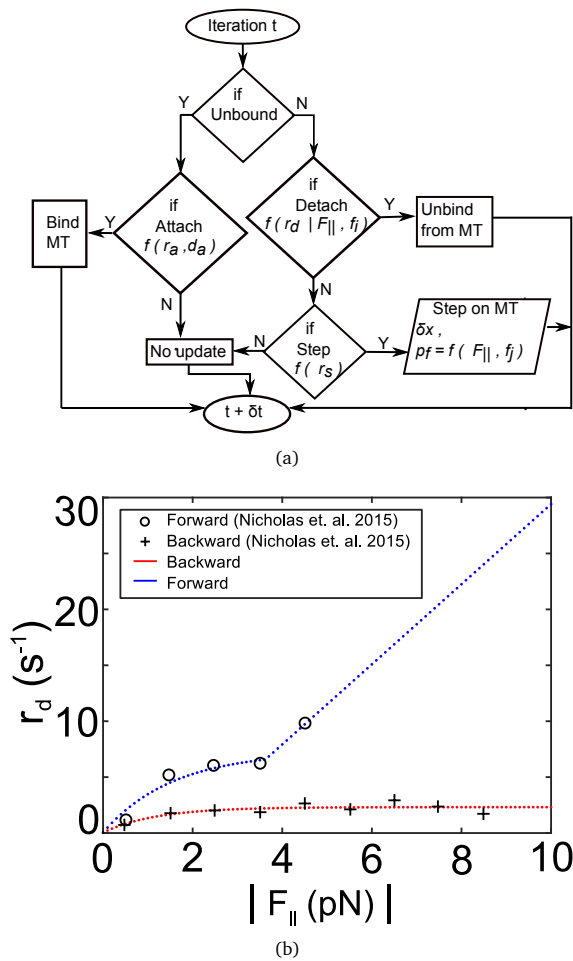 Iteration t
if
Unbound
Y
N
if
Attach
f ( r_a , d_a )
if
Detach
f ( r_d | F_|| , f_i )
Bind
MT
Y
Y
Unbind
from MT
N
N
No update
N
if
Step
f ( r_s )
Y
Step on MT
δx ,
p_f = f ( F_|| , f_j )
t + δt
(a)
30
20
10
0
r_d (s^-1)
Forward (Nicholas et. al. 2015)
Backward (Nicholas et. al. 2015)
Backward
Forward
0 2 4 6 8 10
| F_|| (pN) |
(b)